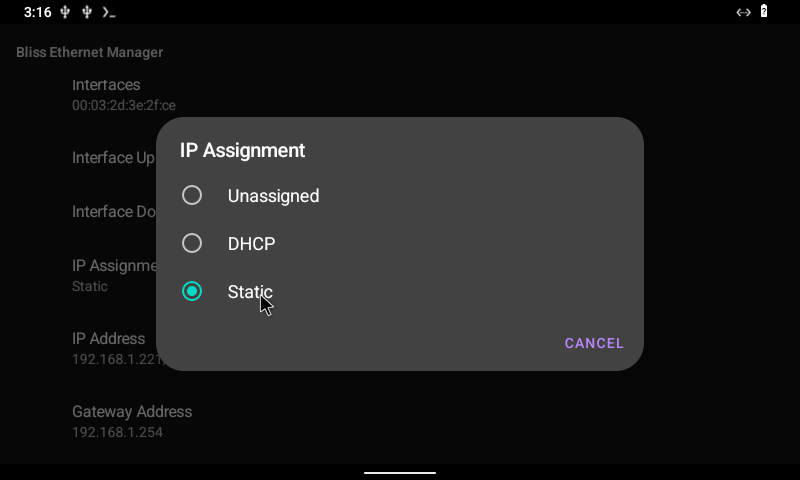 3:16
Bliss Ethernet Manager
Interfaces
00:03:2d:3e:2f:ce
Interface Up
Interface Do
IP Assignme
Static
IP Address
192.168.1.221
Gateway Address
192.168.1.254
IP Assignment
Unassigned
DHCP
Static
CANCEL